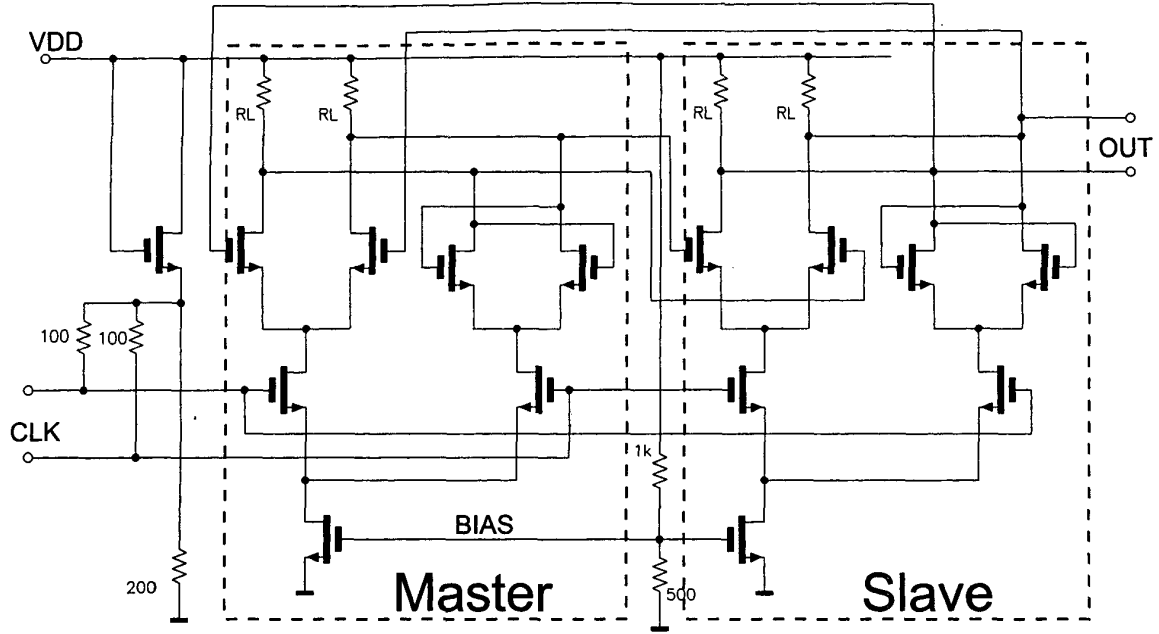 VDD
RL
RL
RL
RL
OUT
100
100
CLK
1k
BIAS
200
Master
500
Slave